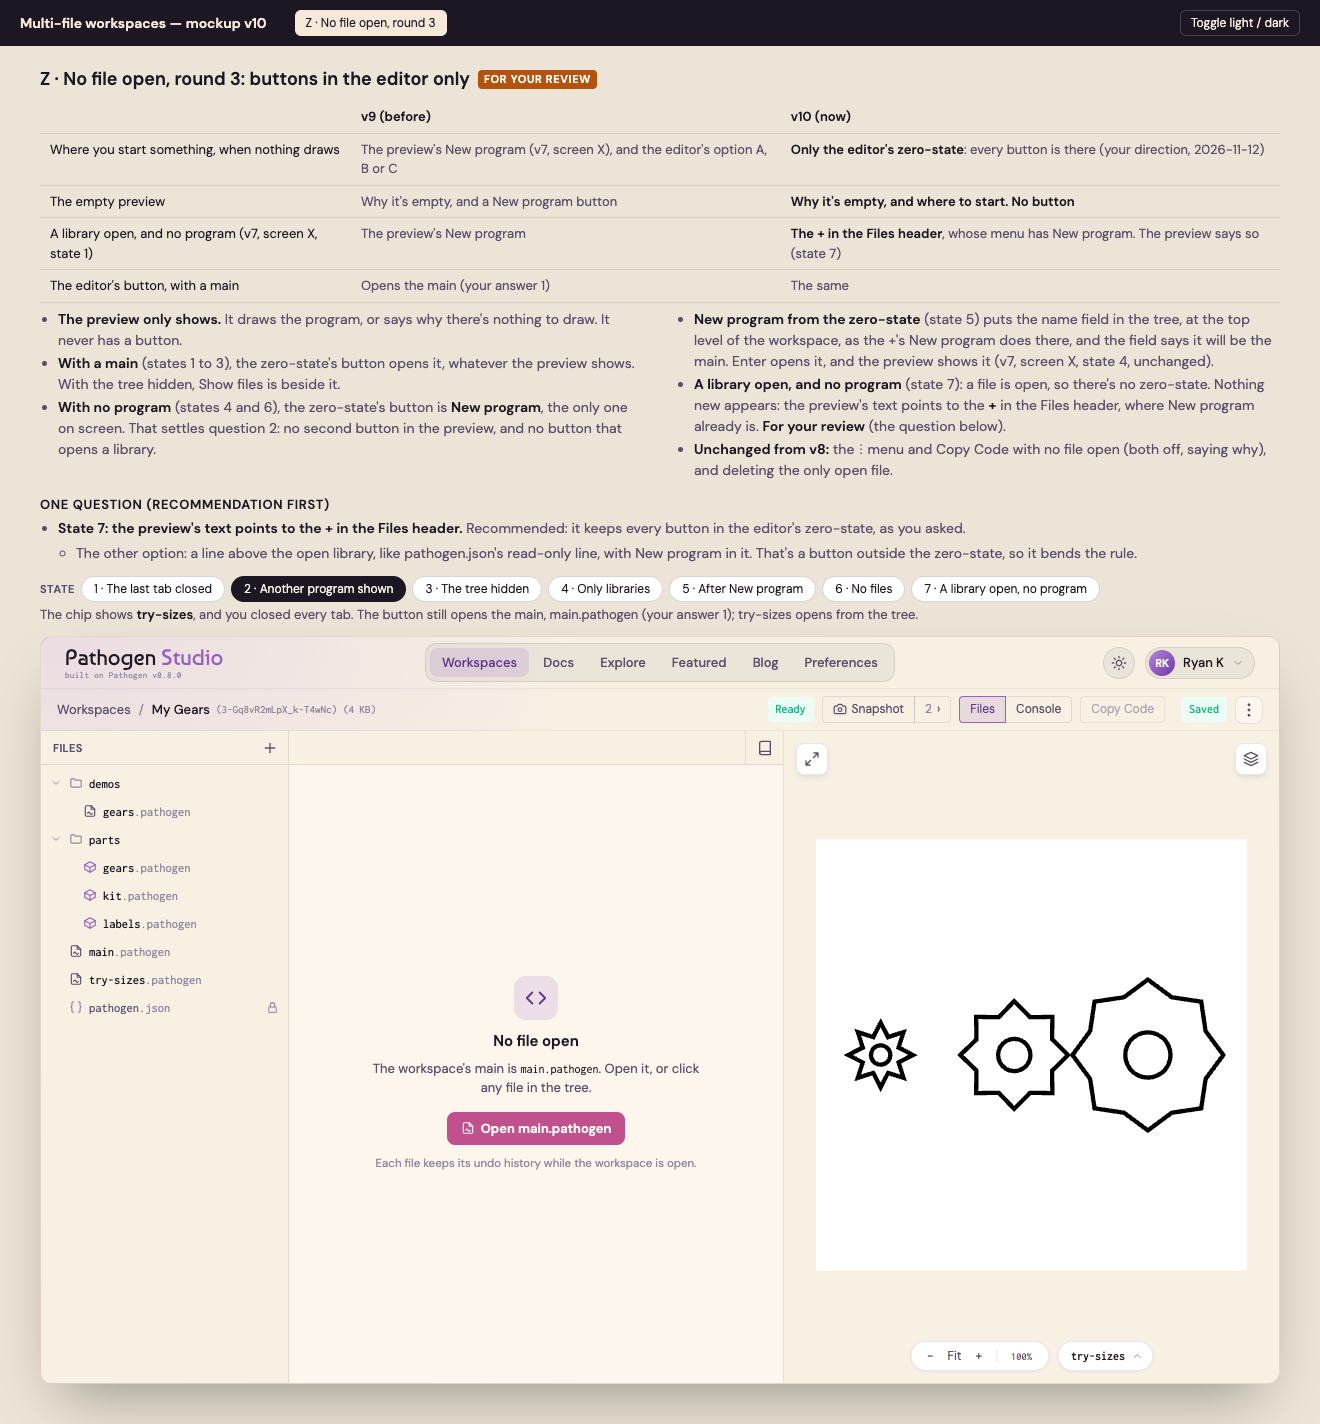 Multi-file workspaces — mockup v10
Z · No file open, round 3
Toggle light / dark
Z · No file open, round 3: buttons in the editor only
FOR YOUR REVIEW
v9 (before)
v10 (now)
Where you start something, when nothing draws
The preview's New program (v7, screen X), and the editor's option A,
B or C
Only the editor's zero-state: every button is there (your direction, 2026-11-12)
The empty preview
Why it's empty, and a New program button
Why it's empty, and where to start. No button
A library open, and no program (v7, screen X,
state 1)
The preview's New program
The + in the Files header, whose menu has New program. The preview says so
(state 7)
The editor's button, with a main
Opens the main (your answer 1)
The same
• The preview only shows. It draws the program, or says why there's nothing to draw. It
never has a button.
• With a main (states 1 to 3), the zero-state's button opens it, whatever the preview shows.
With the tree hidden, Show files is beside it.
• With no program (states 4 and 6), the zero-state's button is New program, the only one
on screen. That settles question 2: no second button in the preview, and no button that
opens a library.
• New program from the zero-state (state 5) puts the name field in the tree, at the top
level of the workspace, as the +'s New program does there, and the field says it will be the
main. Enter opens it, and the preview shows it (v7, screen X, state 4, unchanged).
• A library open, and no program (state 7): a file is open, so there's no zero-state. Nothing
new appears: the preview's text points to the + in the Files header, where New program
already is. For your review (the question below).
• Unchanged from v8: the ⋮ menu and Copy Code with no file open (both off, saying why),
and deleting the only open file.
ONE QUESTION (RECOMMENDATION FIRST)
• State 7: the preview's text points to the + in the Files header. Recommended: it keeps every button in the editor's zero-state, as you asked.
○ The other option: a line above the open library, like pathogen.json's read-only line, with New program in it. That's a button outside the zero-state, so it bends the rule.
STATE
1 · The last tab closed
2 · Another program shown
3 · The tree hidden
4 · Only libraries
5 · After New program
6 · No files
7 · A library open, no program
The chip shows try-sizes, and you closed every tab. The button still opens the main, main.pathogen (your answer 1); try-sizes opens from the tree.
Pathogen Studio
built on Pathogen v0.8.0
Workspaces
Docs
Explore
Featured
Blog
Preferences
RK
Ryan K
Workspaces / My Gears (3-Gq8vR2mLpX_k-T4wNc) (4 KB)
Ready
Snapshot
2 ›
Files
Console
Copy Code
Saved
FILES
demos
gears.pathogen
parts
gears.pathogen
kit.pathogen
labels.pathogen
main.pathogen
try-sizes.pathogen
{} pathogen.json
No file open
The workspace's main is main.pathogen. Open it, or click
any file in the tree.
Open main.pathogen
Each file keeps its undo history while the workspace is open.
− Fit + 100%
try-sizes